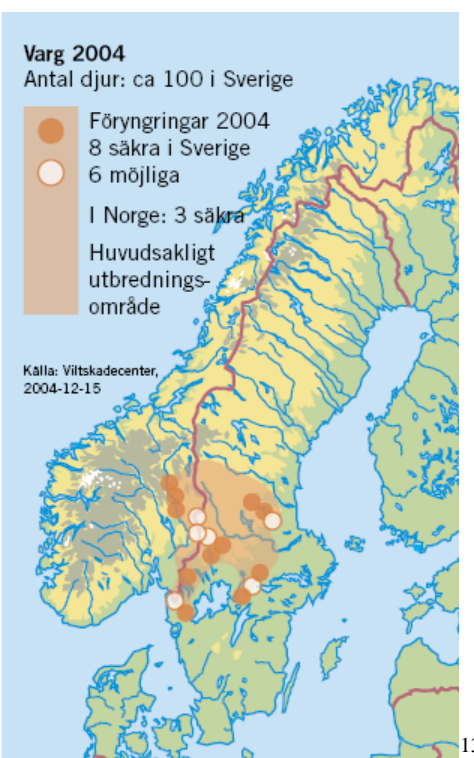 Varg 2004
Antal djur: ca 100 i Sverige
Föryngringar 2004
8 säkra i Sverige
6 möjliga
I Norge: 3 säkra
Huvudsakligt
utbrednings-
område
Källa: Viltskadecenter,
2004-12-15